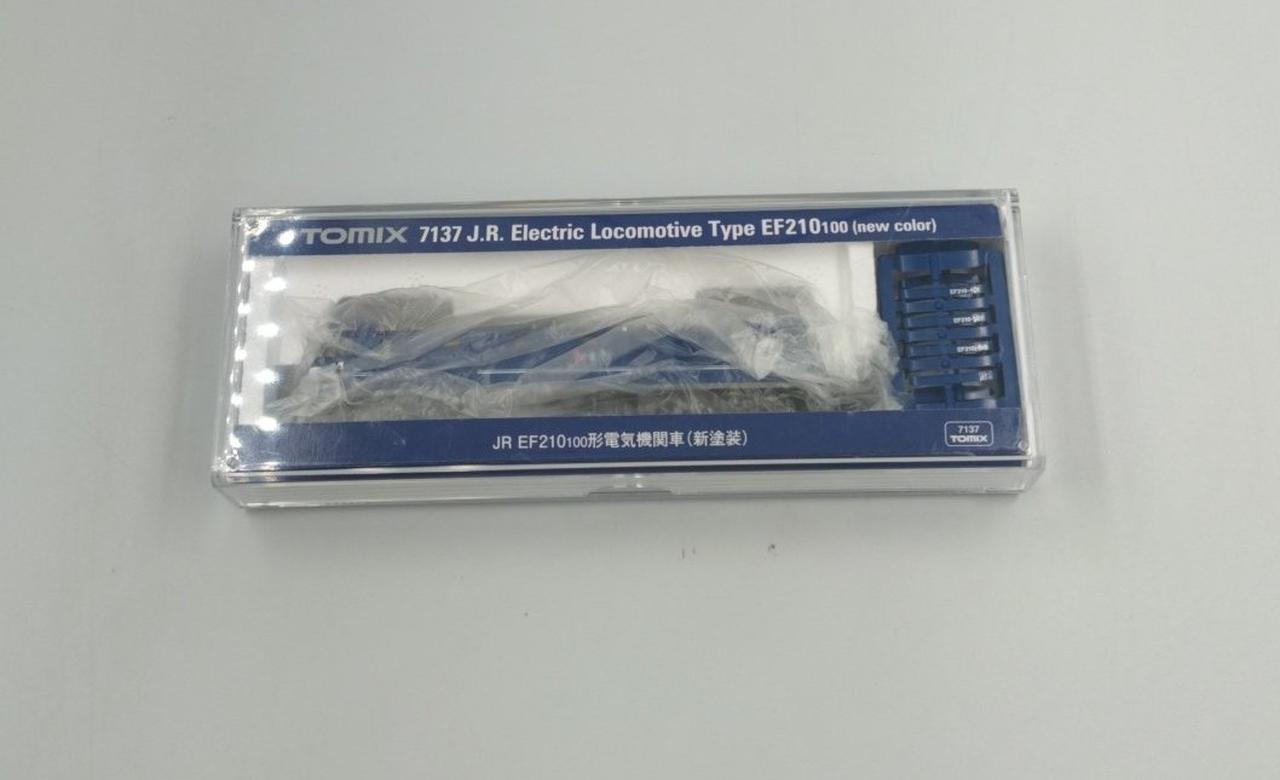 TOMIX 7137 J.R. Electric Locomotive Type EF210100 (new color)
JR EF210100形電気機関車(新塗装)
7137
TOMIX